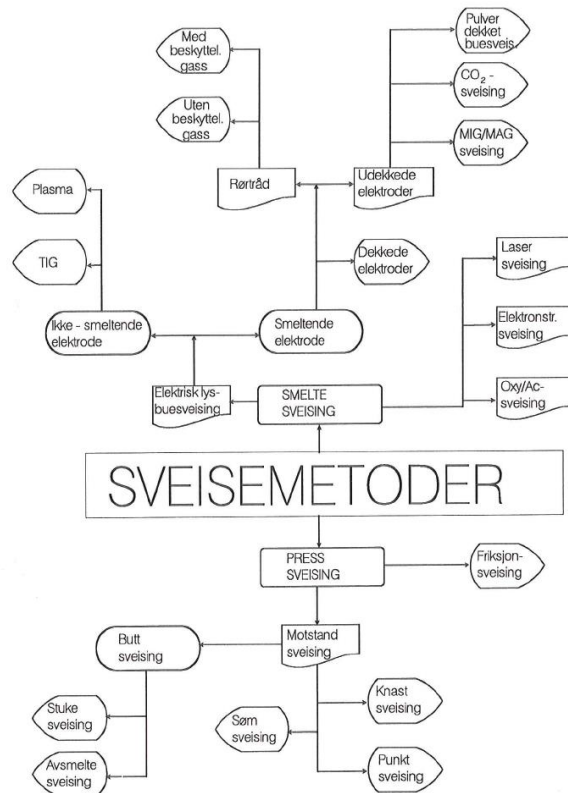 Med
beskyttel.
gass
Uten
beskyttel.
gass
Rørtråd
Pulver
dekket
buesveis.
CO₂ -
sveising
MIG/MAG
sveising
Udekkede
elektroder
Plasma
TIG
Ikke - smeltende
elektrode
Smeltende
elektrode
Dekkede
elektroder
Laser
sveising
Elektronstr.
sveising
Oxy/Ac-
sveising
Elektrisk lys-
buesveising
SMELTE
SVEISING
SVEISEMETODER
PRESS
SVEISING
Friksjon-
sveising
Motstand
sveising
Butt
sveising
Stuke
sveising
Avsmelte
sveising
Søm
sveising
Knast
sveising
Punkt
sveising